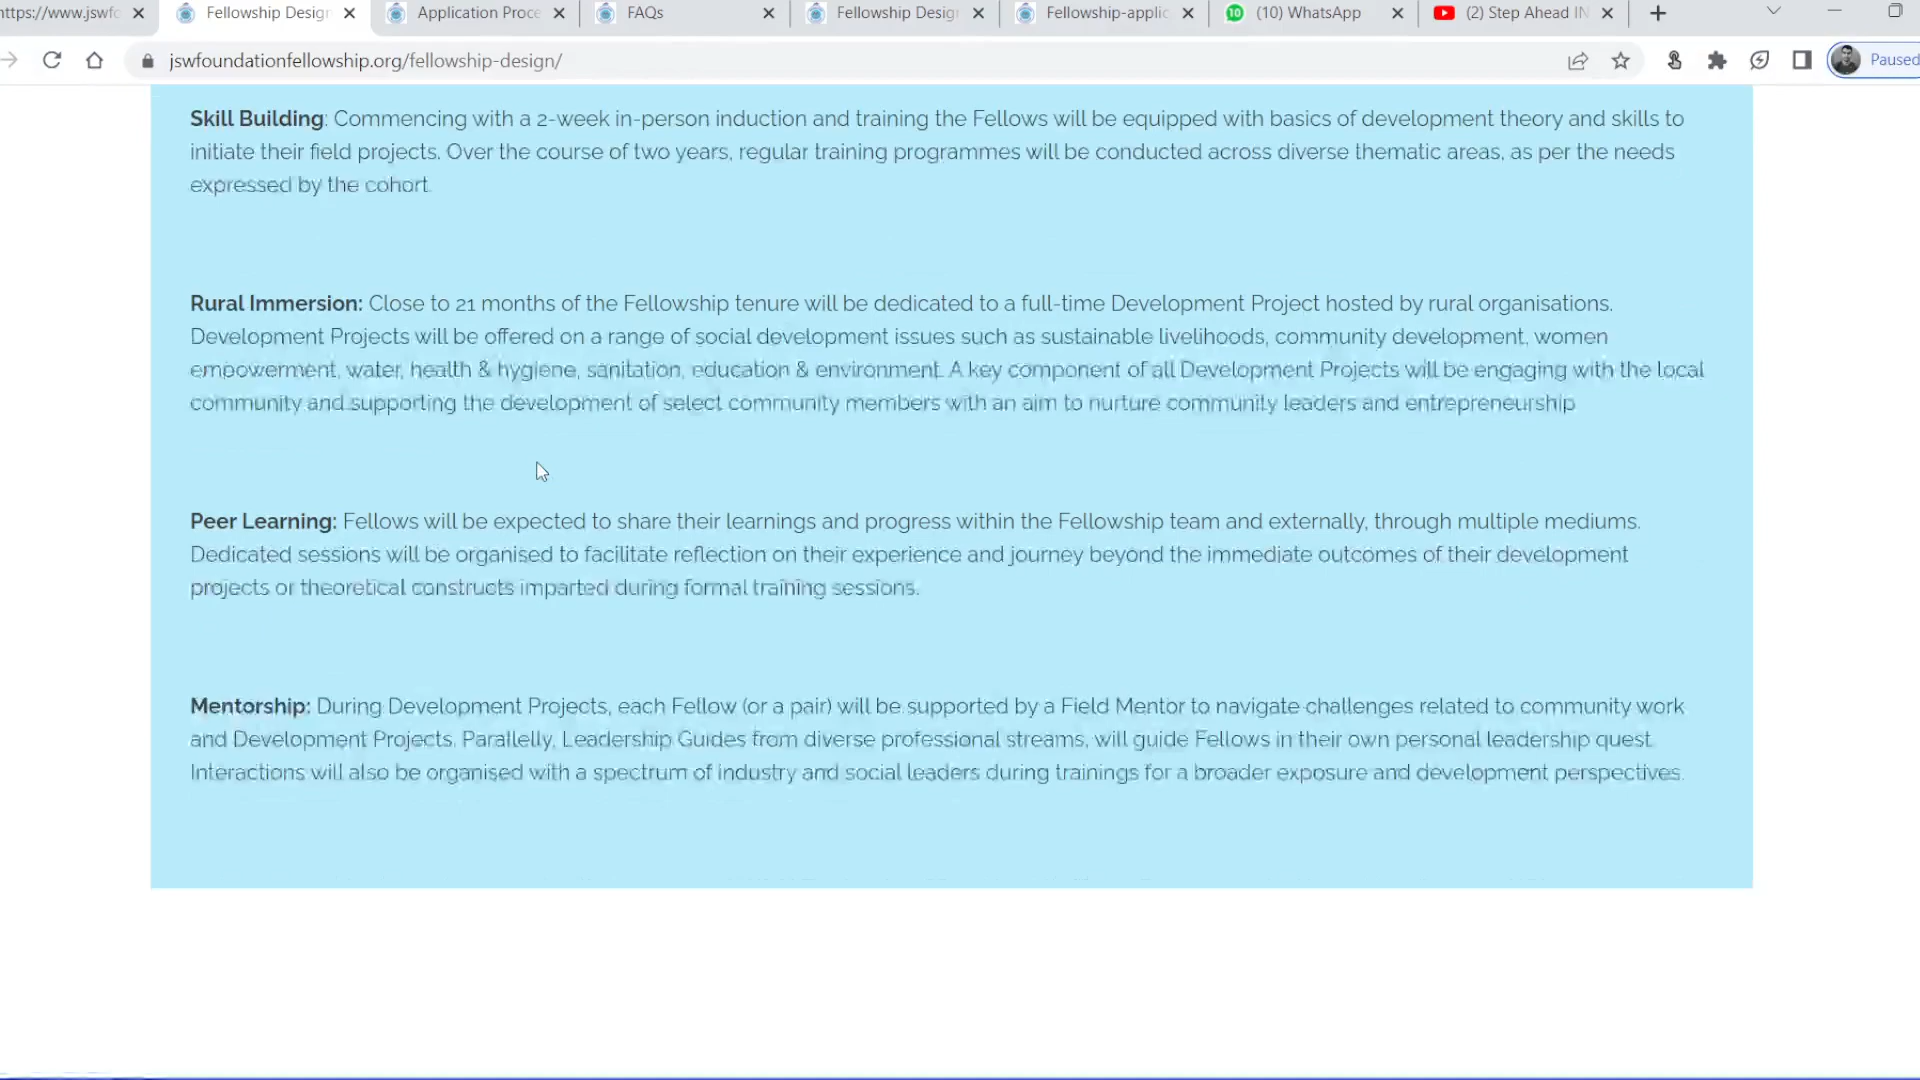 https://www.jswfo
Fellowship Design
Application Proce
FAQs
Fellowship Design
Fellowship-applic
(10) WhatsApp
(2) Step Ahead IN
jswfoundationfellowship.org/fellowship-design/
Paused
Skill Building: Commencing with a 2-week in-person induction and training the Fellows will be equipped with basics of development theory and skills to
initiate their field projects. Over the course of two years, regular training programmes will be conducted across diverse thematic areas, as per the needs
expressed by the cohort.
Rural Immersion: Close to 21 months of the Fellowship tenure will be dedicated to a full-time Development Project hosted by rural organisations.
Development Projects will be offered on a range of social development issues such as sustainable livelihoods, community development, women
empowerment, water, health & hygiene, sanitation, education & environment. A key component of all Development Projects will be engaging with the local
community and supporting the development of select community members with an aim to nurture community leaders and entrepreneurship
Peer Learning: Fellows will be expected to share their learnings and progress within the Fellowship team and externally, through multiple mediums.
Dedicated sessions will be organised to facilitate reflection on their experience and journey beyond the immediate outcomes of their development
projects or theoretical constructs imparted during formal training sessions.
Mentorship: During Development Projects, each Fellow (or a pair) will be supported by a Field Mentor to navigate challenges related to community work
and Development Projects. Parallelly, Leadership Guides from diverse professional streams, will guide Fellows in their own personal leadership quest.
Interactions will also be organised with a spectrum of industry and social leaders during trainings for a broader exposure and development perspectives.